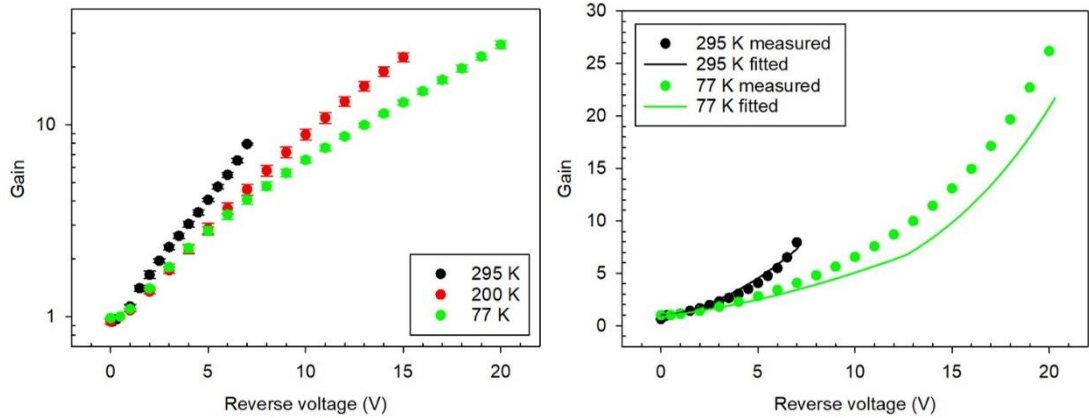 10
1
Gain
0 5 10 15 20
Reverse voltage (V)
295 K
200 K
77 K
30
25
20
15
10
5
0
Gain
0 5 10 15 20
Reverse voltage (V)
295 K measured
295 K fitted
77 K measured
77 K fitted